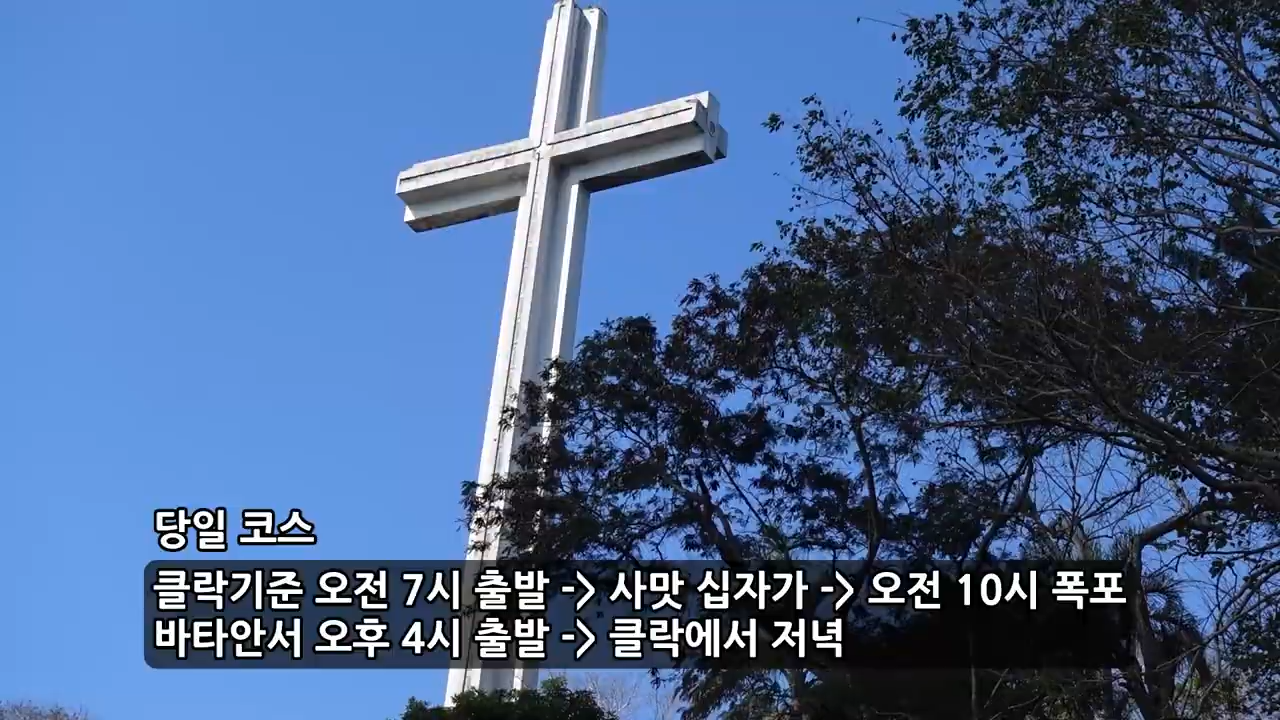 당일 코스
클락기준 오전 7시 출발 -> 사맛 십자가 -> 오전 10시 폭포
바타안서 오후 4시 출발 -> 클락에서 저녁